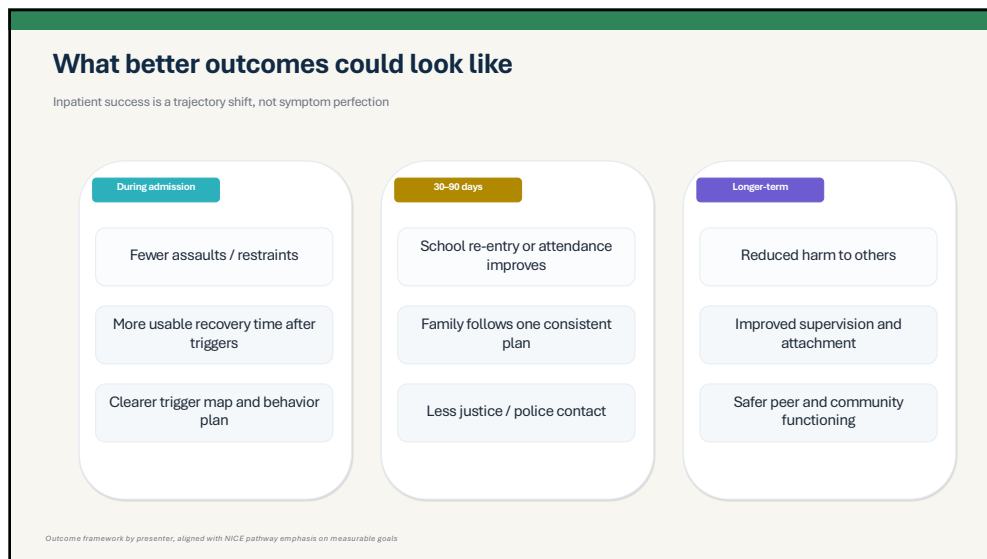 What better outcomes could look like
Inpatient success is a trajectory shift, not symptom perfection
During admission
Fewer assaults / restraints
More usable recovery time after
triggers
Clearer trigger map and behavior
plan
30–90 days
School re-entry or attendance
improves
Family follows one consistent
plan
Less justice / police contact
Longer-term
Reduced harm to others
Improved supervision and
attachment
Safer peer and community
functioning
Outcome framework by presenter, aligned with NICE pathway emphasis on measurable goals